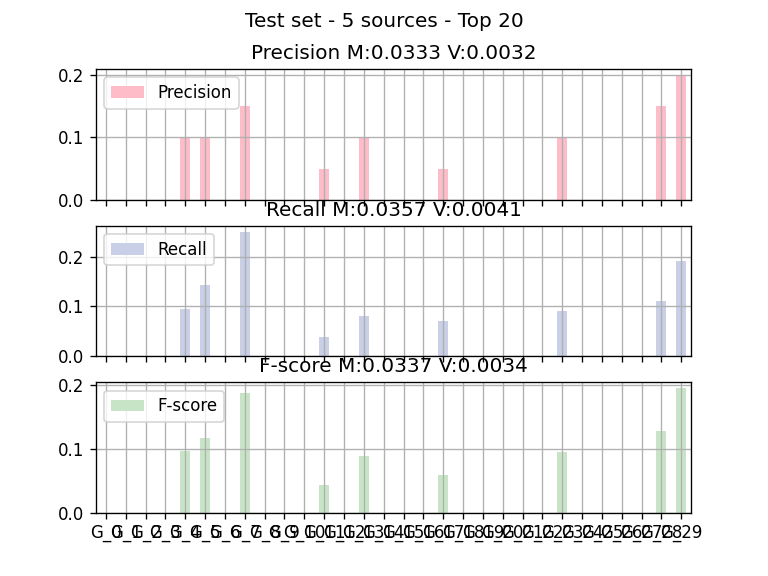 Test set - 5 sources - Top 20
Precision M:0.0333 V:0.0032
0.2
Precision
0.1
0.0
Recall M:0.0357 V:0.0041
0.2
Recall
0.1
0.0
F-score M:0.0337 V:0.0034
0.2
F-score
0.1
0.0